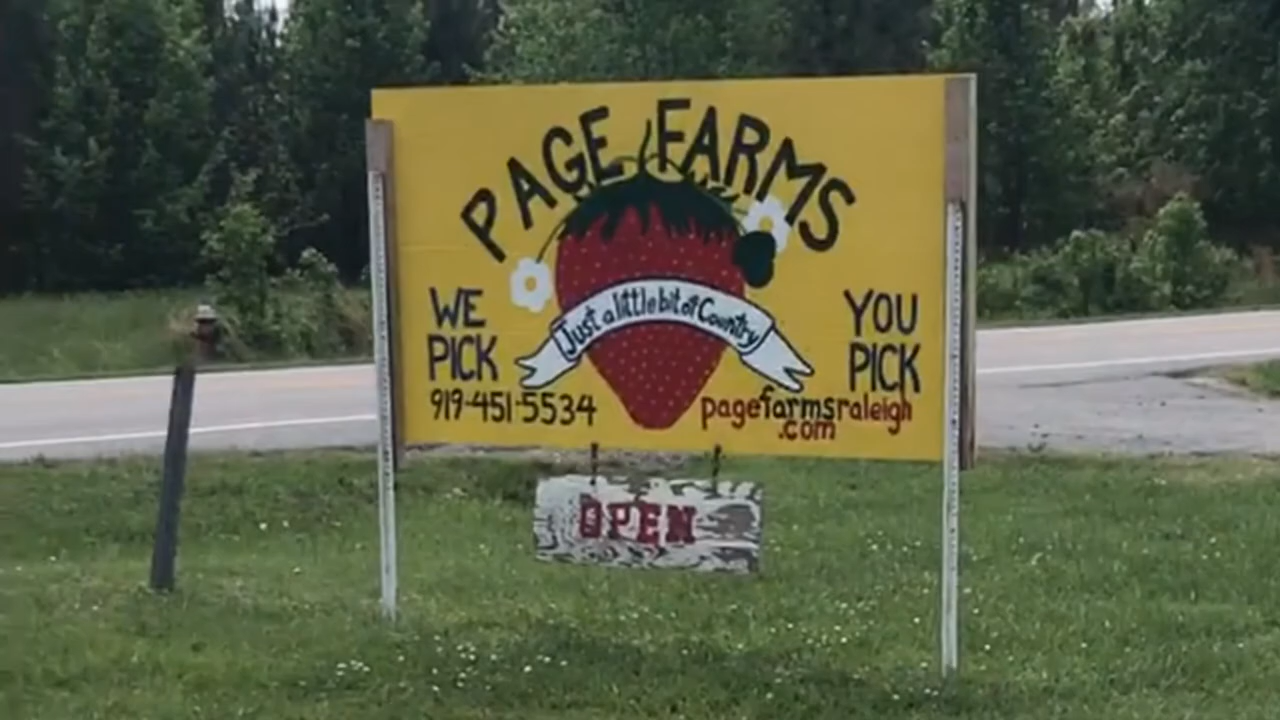 PAGE FARMS
Just a little bit of Country
WE
PICK
919-451-5534
YOU
PICK
pagefarmsraleigh
.com
OPEN